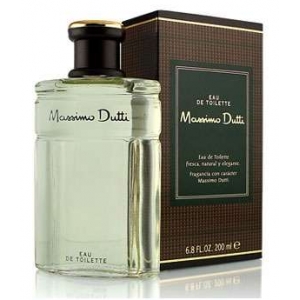 Massimo Dutti
EAU
DE TOILETTE
EAU
DE TOILETTE
Massimo Dutti
Eau de Toilette
fresca, natural y elegante.
Fragancia con carácter
Massimo Dutti.
6.8 FL.OZ. 200 ml ℮